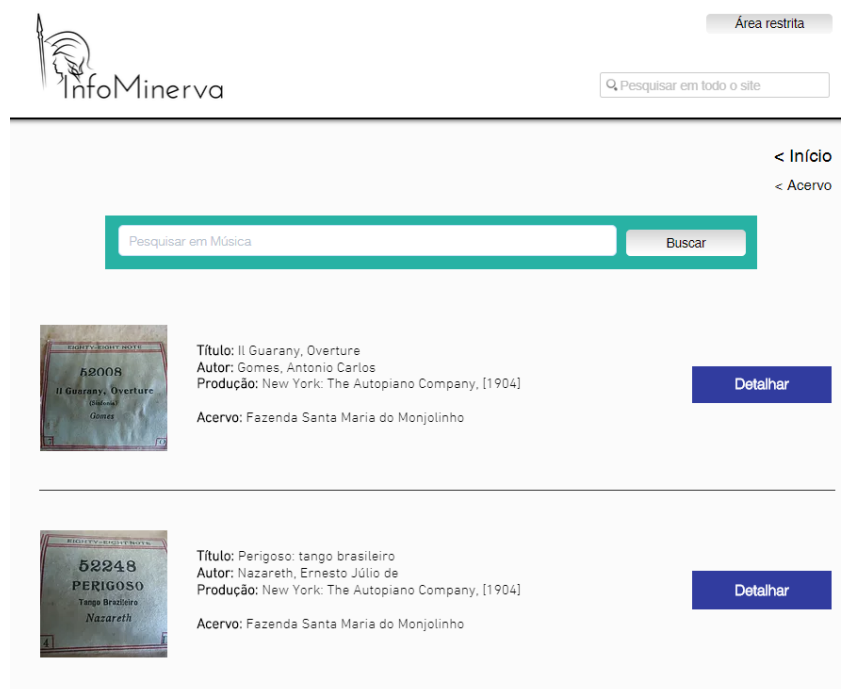 Área restrita
InfoMinerva
Pesquisar em todo o site
< Início
< Acervo
Pesquisar em Música
Buscar
EIGHTY-EIGHT NOTE
52008
Il Guarany, Overture
(Sinfonia)
Gomes
Título: Il Guarany, Overture
Autor: Gomes, Antonio Carlos
Produção: New York: The Autopiano Company, [1904]
Acervo: Fazenda Santa Maria do Monjolinho
Detalhar
EIGHTY-EIGHT NOTE
52248
PERIGOSO
Tango Brazileiro
Nazareth
4
Título: Perigoso: tango brasileiro
Autor: Nazareth, Ernesto Júlio de
Produção: New York: The Autopiano Company, [1904]
Acervo: Fazenda Santa Maria do Monjolinho
Detalhar